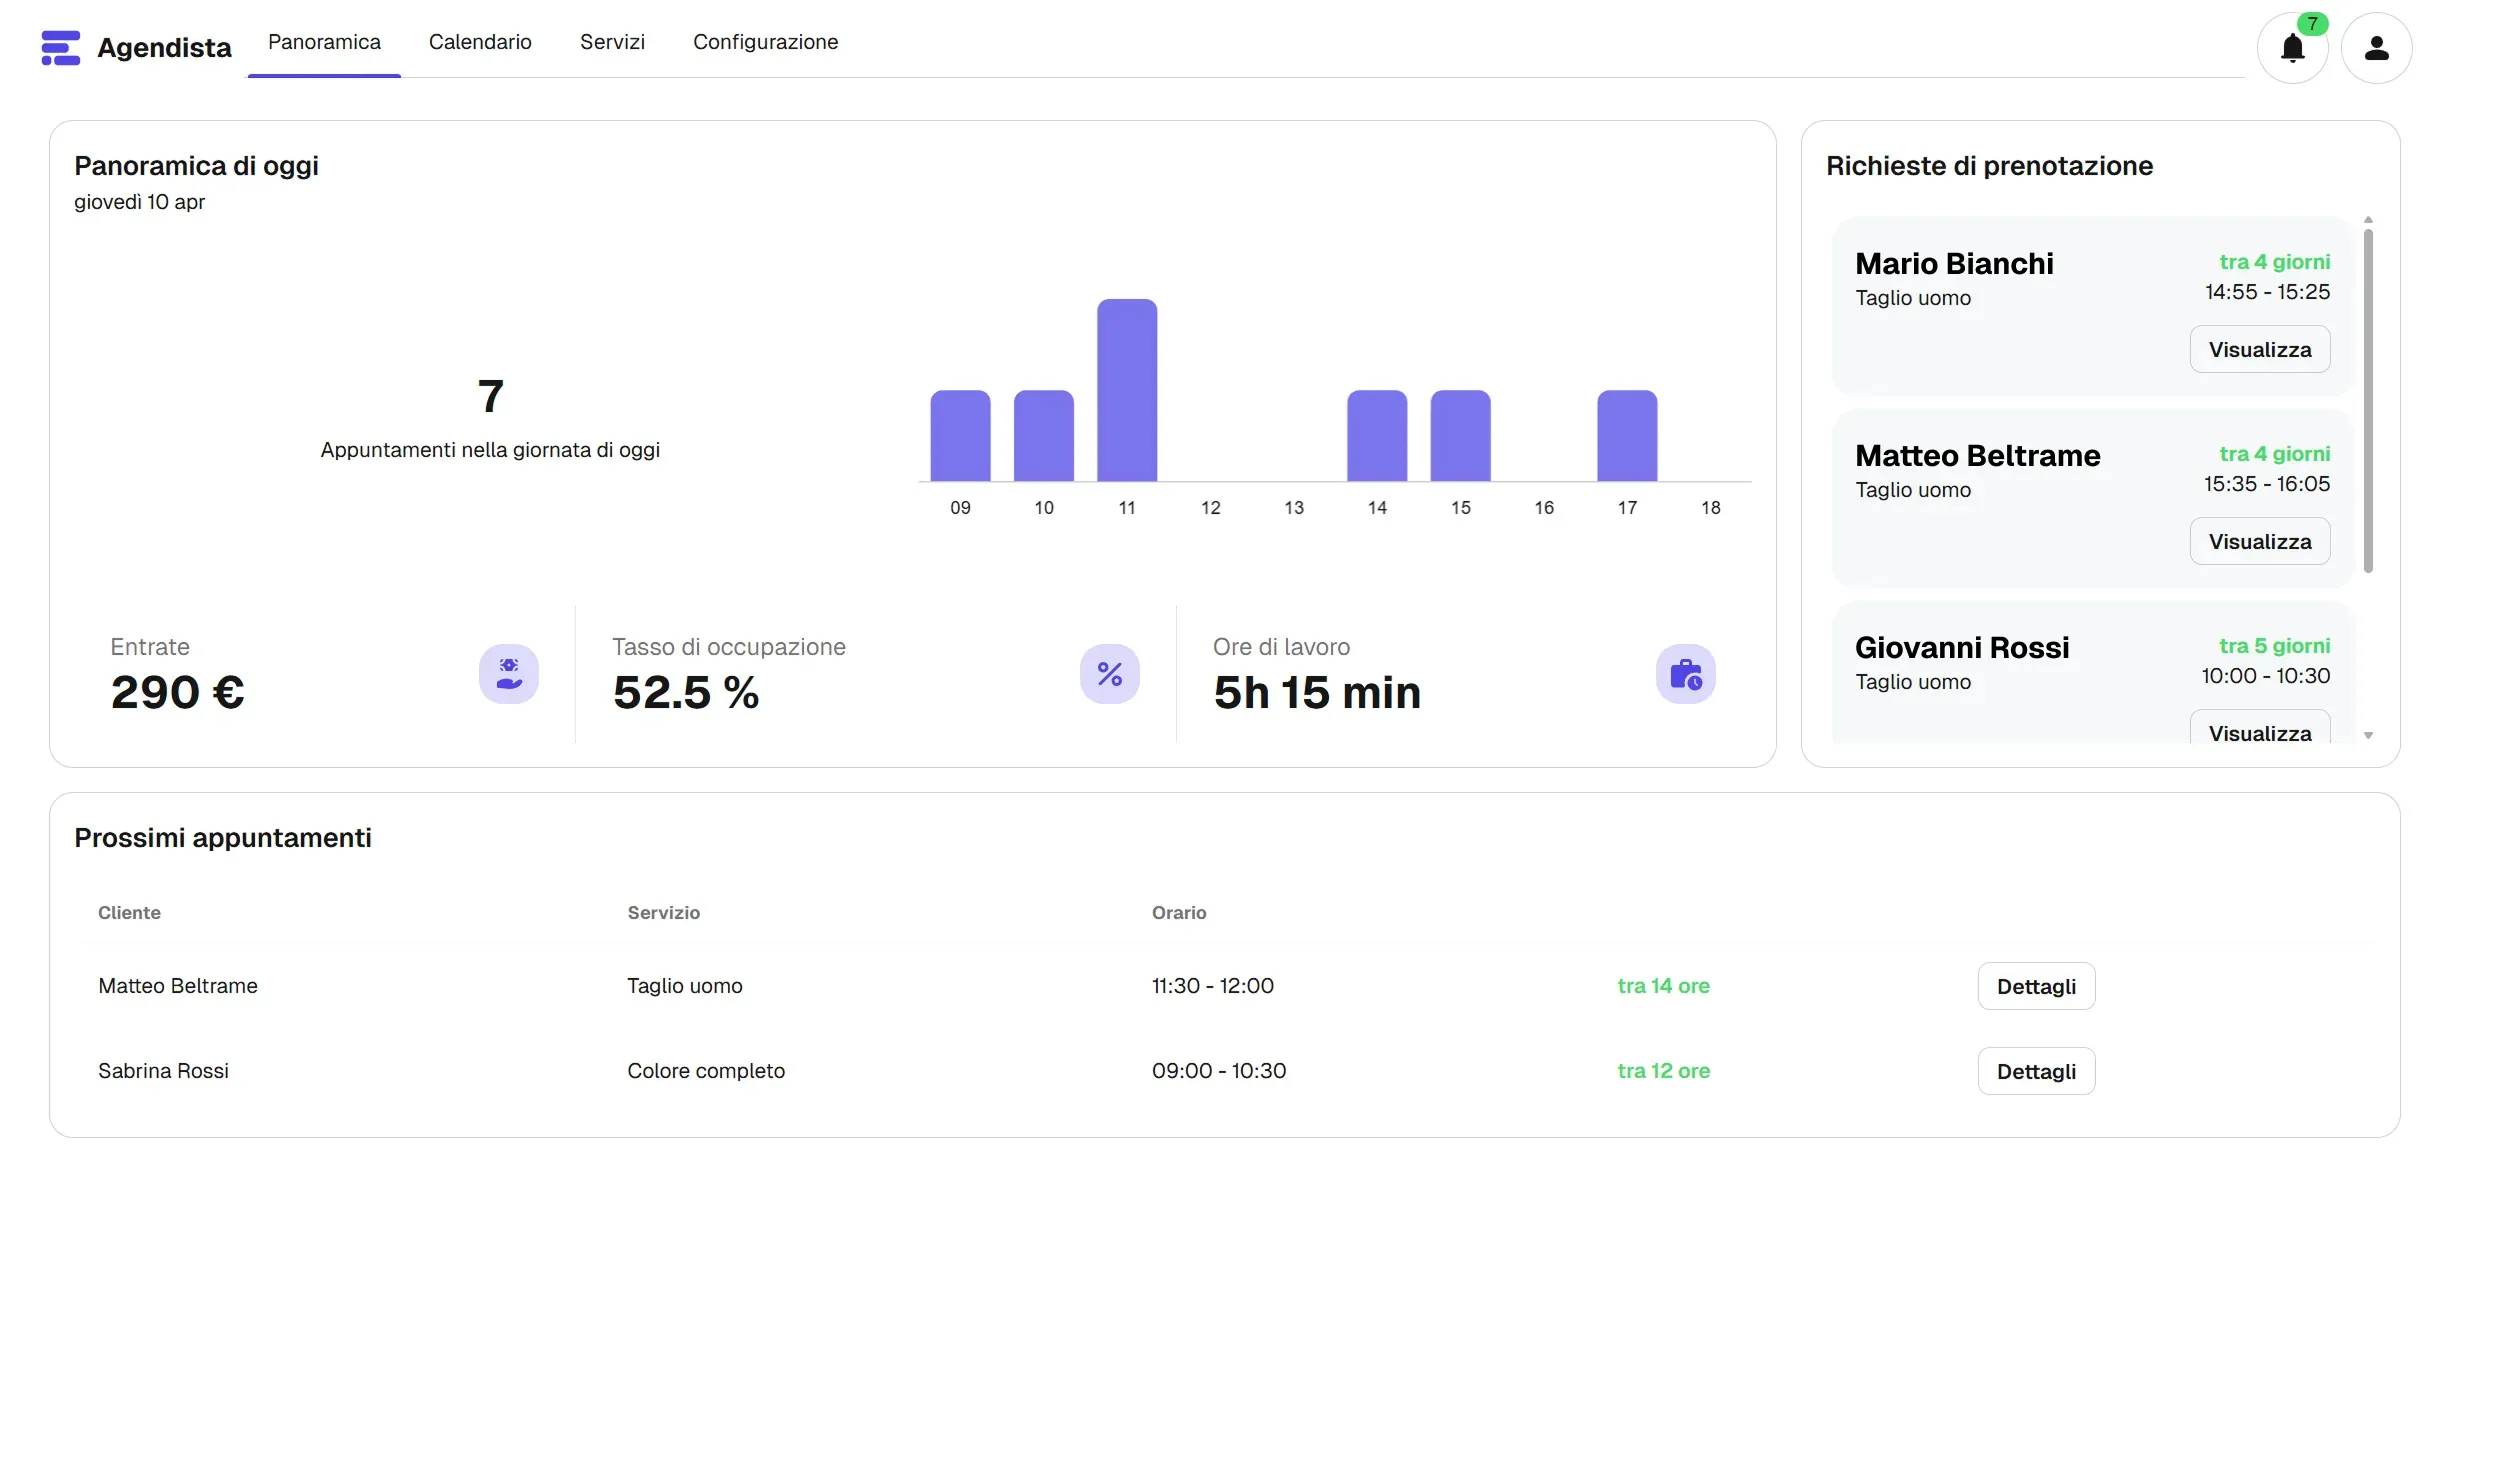 Agendista
Panoramica
Calendario
Servizi
Configurazione
7
Panoramica di oggi
giovedì 10 apr
7
Appuntamenti nella giornata di oggi
09 10 11 12 13 14 15 16 17 18
Entrate
290 €
Tasso di occupazione
52.5 %
Ore di lavoro
5h 15 min
Richieste di prenotazione
Mario Bianchi
Taglio uomo
tra 4 giorni
14:55 - 15:25
Visualizza
Matteo Beltrame
Taglio uomo
tra 4 giorni
15:35 - 16:05
Visualizza
Giovanni Rossi
Taglio uomo
tra 5 giorni
10:00 - 10:30
Visualizza
Prossimi appuntamenti
Cliente Servizio Orario
Matteo Beltrame Taglio uomo 11:30 - 12:00 tra 14 ore Dettagli
Sabrina Rossi Colore completo 09:00 - 10:30 tra 12 ore Dettagli